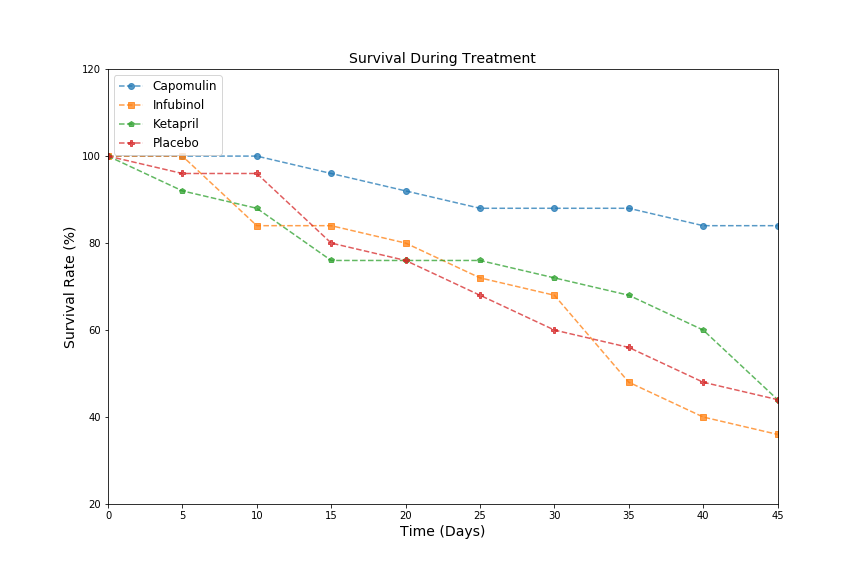 Survival During Treatment
120
100
80
60
40
20
Survival Rate (%)
Capomulin
Infubinol
Ketapril
Placebo
0 5 10 15 20 25 30 35 40 45
Time (Days)